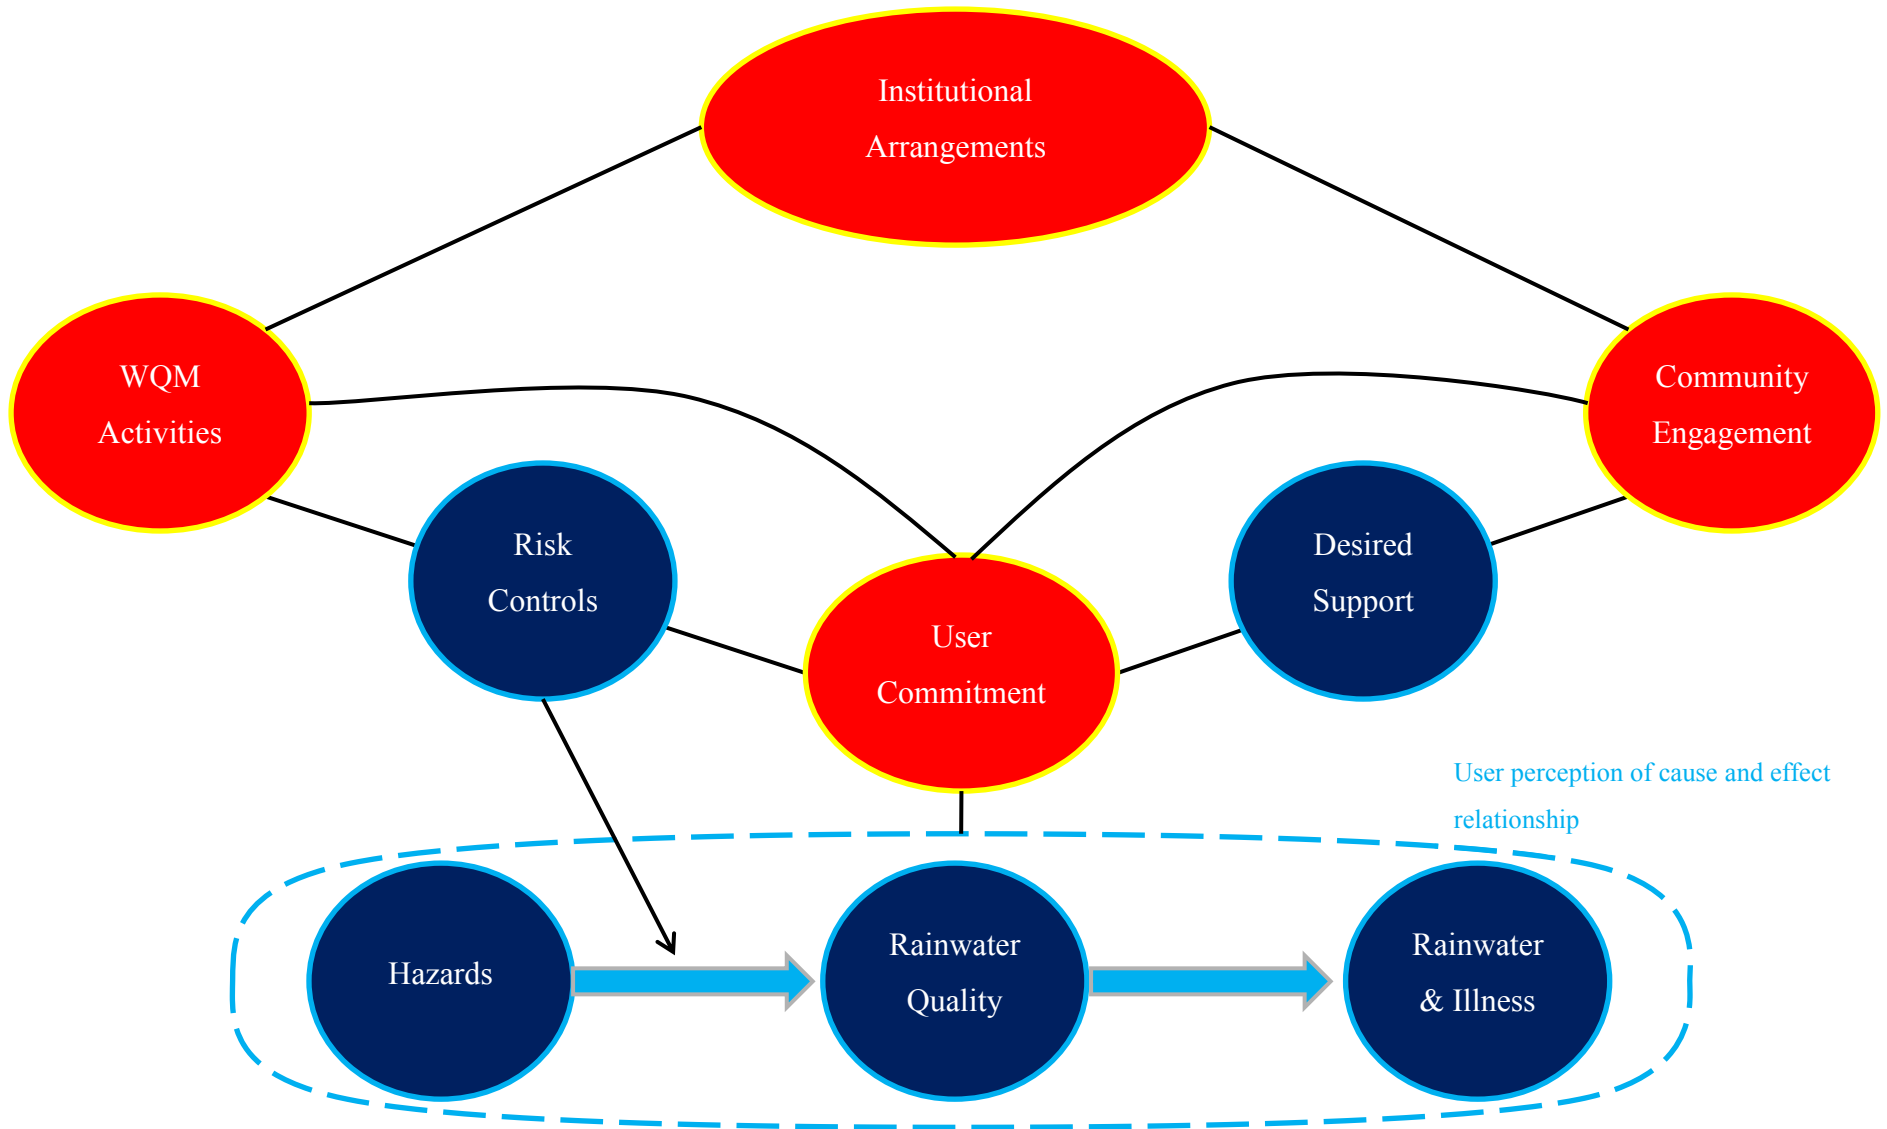 Institutional
Arrangements
WQM
Activities
Community
Engagement
Risk
Controls
Desired
Support
User
Commitment
User perception of cause and effect
relationship
Hazards
Rainwater
Quality
Rainwater
& Illness